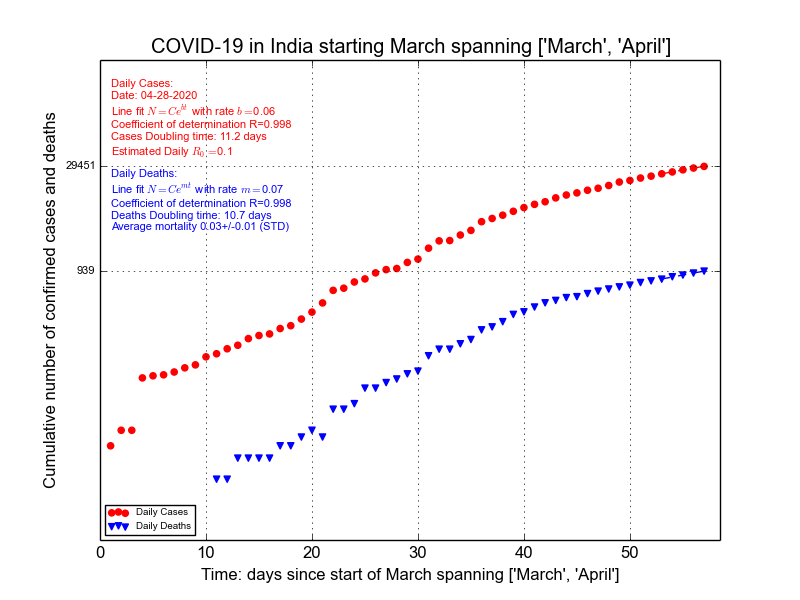 COVID-19 in India starting March spanning ['March', 'April']
Daily Cases:
Date: 04-28-2020
Line fit N=Ce^{bt} with rate b=0.06
Coefficient of determination R=0.998
Cases Doubling time: 11.2 days
Estimated Daily R_0=0.1
Daily Deaths:
Line fit N=Ce^{mt} with rate m=0.07
Coefficient of determination R=0.998
Deaths Doubling time: 10.7 days
Average mortality 0.03+/-0.01 (STD)
29451
939
Cumulative number of confirmed cases and deaths
Daily Cases
Daily Deaths
0 10 20 30 40 50
Time: days since start of March spanning ['March', 'April']